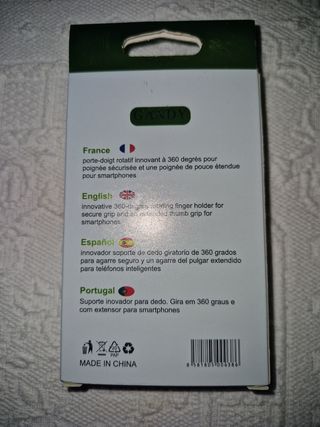 GANDY
France
porte-doigt rotatif innovant à 360 degrés pour
poignée sécurisée et une poignée de pouce étendue
pour smartphones
English
innovative 360-degree rotating finger holder for
secure grip and an extended thumb grip for
smartphones
Español
innovador soporte de dedo giratorio de 360 grados
para agarre seguro y un agarre del pulgar extendido
para teléfonos inteligentes
Portugal
Suporte inovador para dedo. Gira em 360 graus e
com extensor para smartphones
PAP
MADE IN CHINA